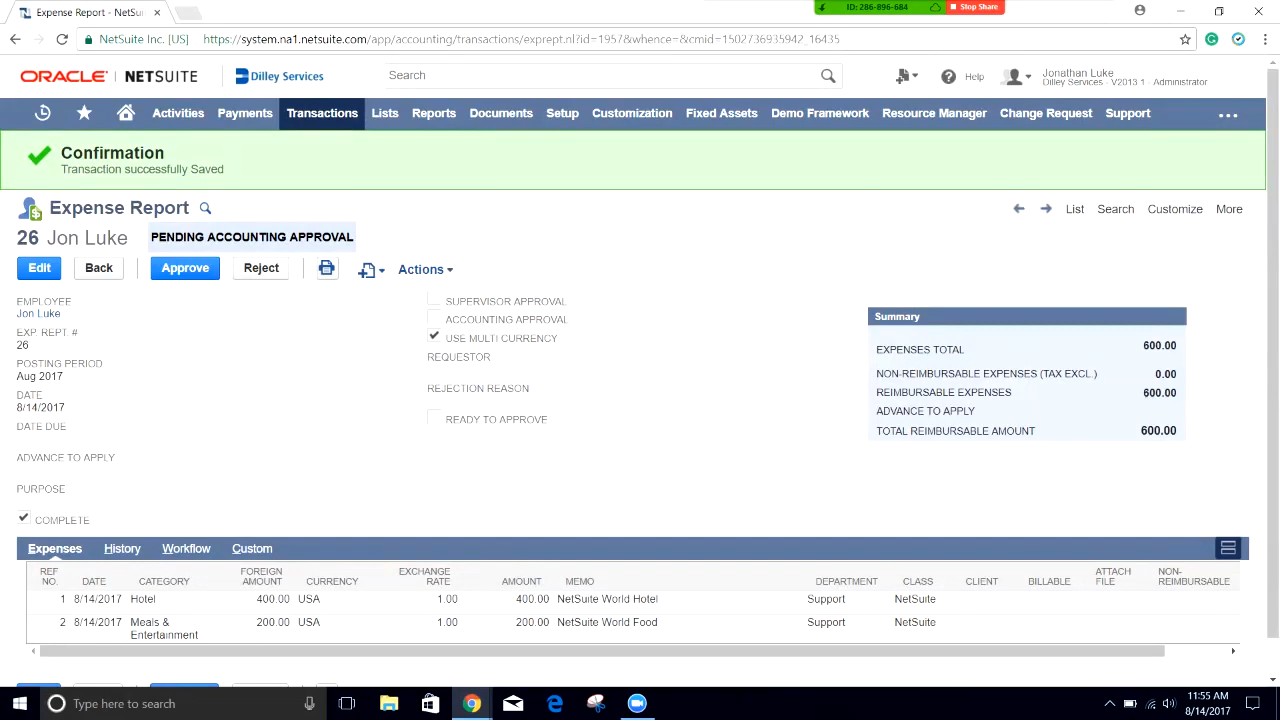 Expense Report - NetSui
ID: 286-896-684
Stop Share
NetSuite Inc. [US]
https://system.na1.netsuite.com/app/accounting/transactions/exprept.nl?id=1957&whence=&cmid=1502736935942_16435
ORACLE | NETSUITE
Dilley Services
Search
Help
Jonathan Luke
Dilley Services - V2013.1 - Administrator
Activities Payments Transactions Lists Reports Documents Setup Customization Fixed Assets Demo Framework Resource Manager Change Request Support
Confirmation
Transaction successfully Saved
Expense Report
List Search Customize More
26 Jon Luke PENDING ACCOUNTING APPROVAL
Edit Back Approve Reject Actions
EMPLOYEE
Jon Luke
EXP. REPT. #
26
POSTING PERIOD
Aug 2017
DATE
8/14/2017
DATE DUE
ADVANCE TO APPLY
PURPOSE
COMPLETE
SUPERVISOR APPROVAL
ACCOUNTING APPROVAL
USE MULTI CURRENCY
REQUESTOR
REJECTION REASON
READY TO APPROVE
Summary
EXPENSES TOTAL 600.00
NON-REIMBURSABLE EXPENSES (TAX EXCL.) 0.00
REIMBURSABLE EXPENSES 600.00
ADVANCE TO APPLY
TOTAL REIMBURSABLE AMOUNT 600.00
Expenses History Workflow Custom
REF NO. DATE CATEGORY FOREIGN AMOUNT CURRENCY EXCHANGE RATE AMOUNT MEMO DEPARTMENT CLASS CLIENT BILLABLE ATTACH FILE NON-REIMBURSABLE
1 8/14/2017 Hotel 400.00 USA 1.00 400.00 NetSuite World Hotel Support NetSuite
2 8/14/2017 Meals & Entertainment 200.00 USA 1.00 200.00 NetSuite World Food Support NetSuite
Type here to search
11:55 AM
8/14/2017